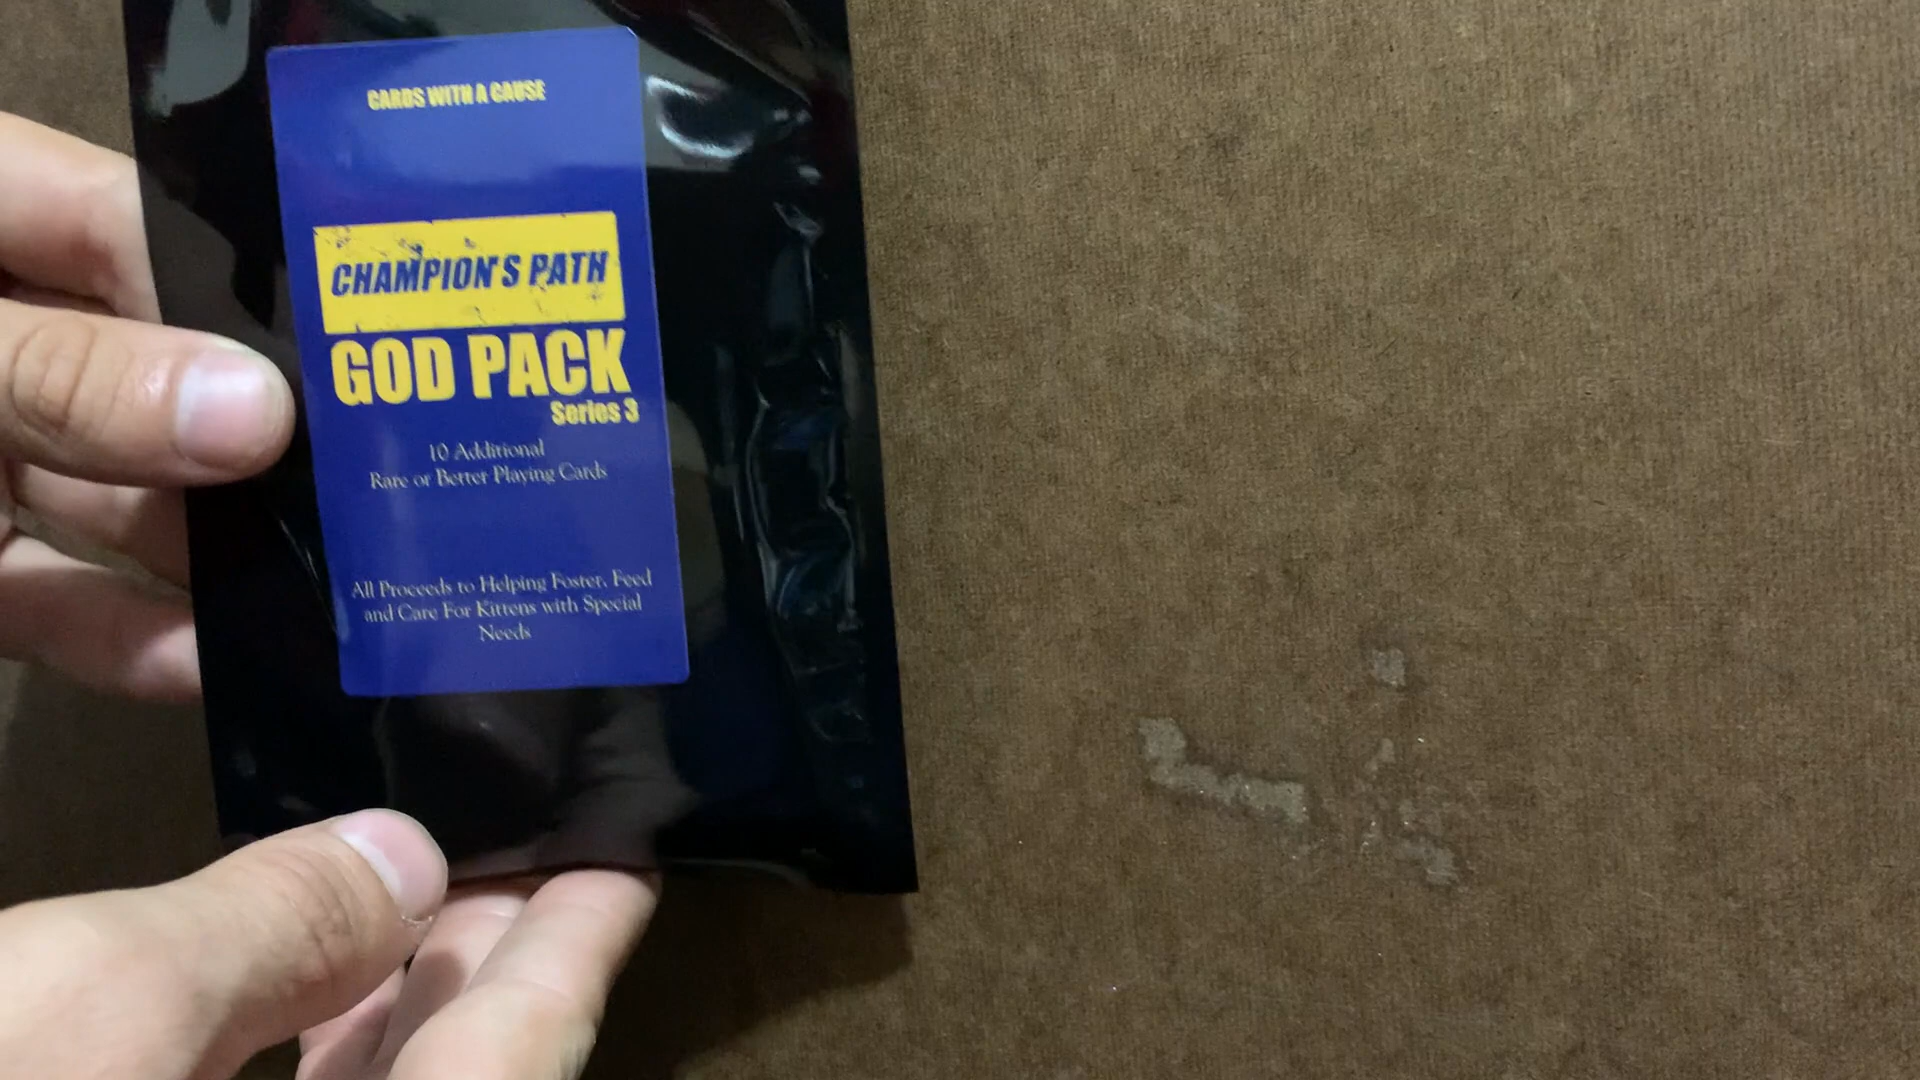 CARDS WITH A CAUSE
CHAMPION'S PATH
GOD PACK
Series 3
10 Additional
Rare or Better Playing Cards
All Proceeds to Helping Foster, Feed
and Care For Kittens with Special
Needs